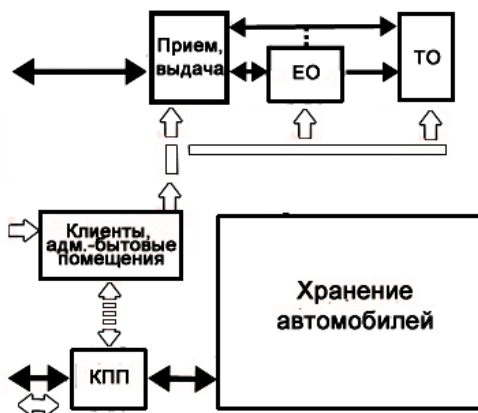 Прием,
выдача
ЕО
ТО
Клиенты,
адм.-бытовые
помещения
Хранение
автомобилей
КПП